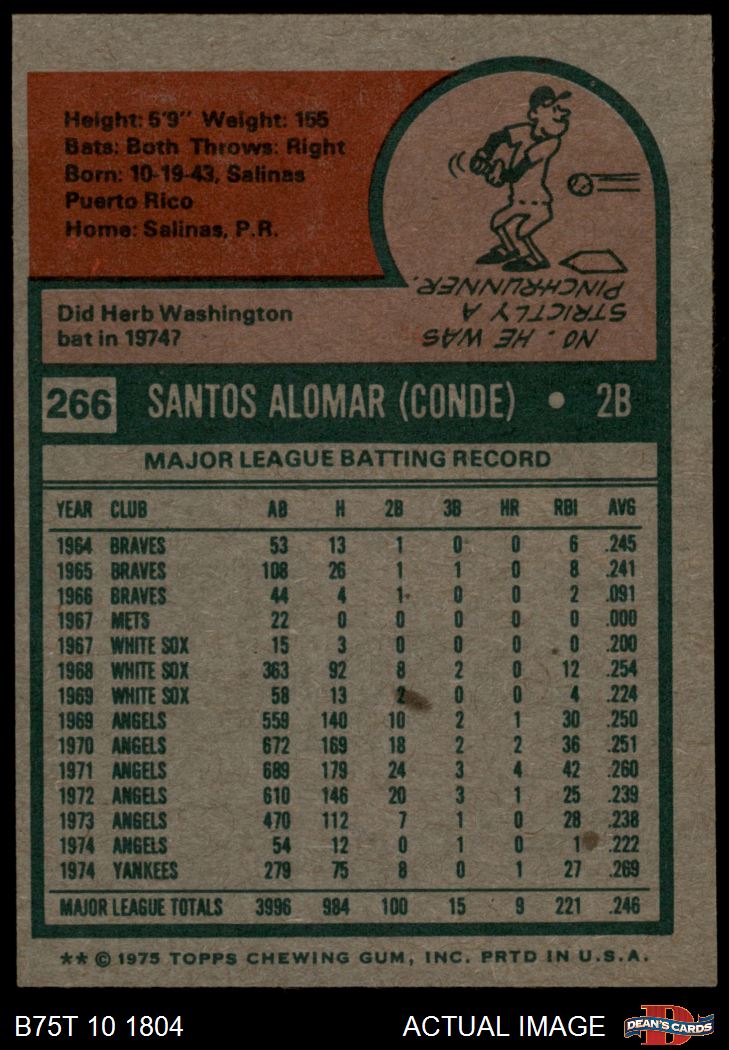 Height: 5'9" Weight: 155
Bats: Both Throws: Right
Born: 10-19-43, Salinas
Puerto Rico
Home: Salinas, P.R.
Did Herb Washington
bat in 1974?
NO. HE WAS
STRICTLY A
PINCHRUNNER.
266 SANTOS ALOMAR (CONDE) • 2B
MAJOR LEAGUE BATTING RECORD
YEAR CLUB AB H 2B 3B HR RBI AVG
1964 BRAVES 53 13 1 0 0 6 .245
1965 BRAVES 108 26 1 1 0 8 .241
1966 BRAVES 44 4 1 0 0 2 .091
1967 METS 22 0 0 0 0 0 .000
1967 WHITE SOX 15 3 0 0 0 0 .200
1968 WHITE SOX 363 92 8 2 0 12 .254
1969 WHITE SOX 58 13 2 0 0 4 .224
1969 ANGELS 559 140 10 2 1 30 .250
1970 ANGELS 672 169 18 2 2 36 .251
1971 ANGELS 689 179 24 3 4 42 .260
1972 ANGELS 610 146 20 3 1 25 .239
1973 ANGELS 470 112 7 1 0 28 .238
1974 ANGELS 54 12 0 1 0 1 .222
1974 YANKEES 279 75 8 0 1 27 .269
MAJOR LEAGUE TOTALS 3996 984 100 15 9 221 .246
** © 1975 TOPPS CHEWING GUM, INC. PRTD IN U.S.A.
B75T 10 1804 ACTUAL IMAGE
D
DEAN'S CARDS